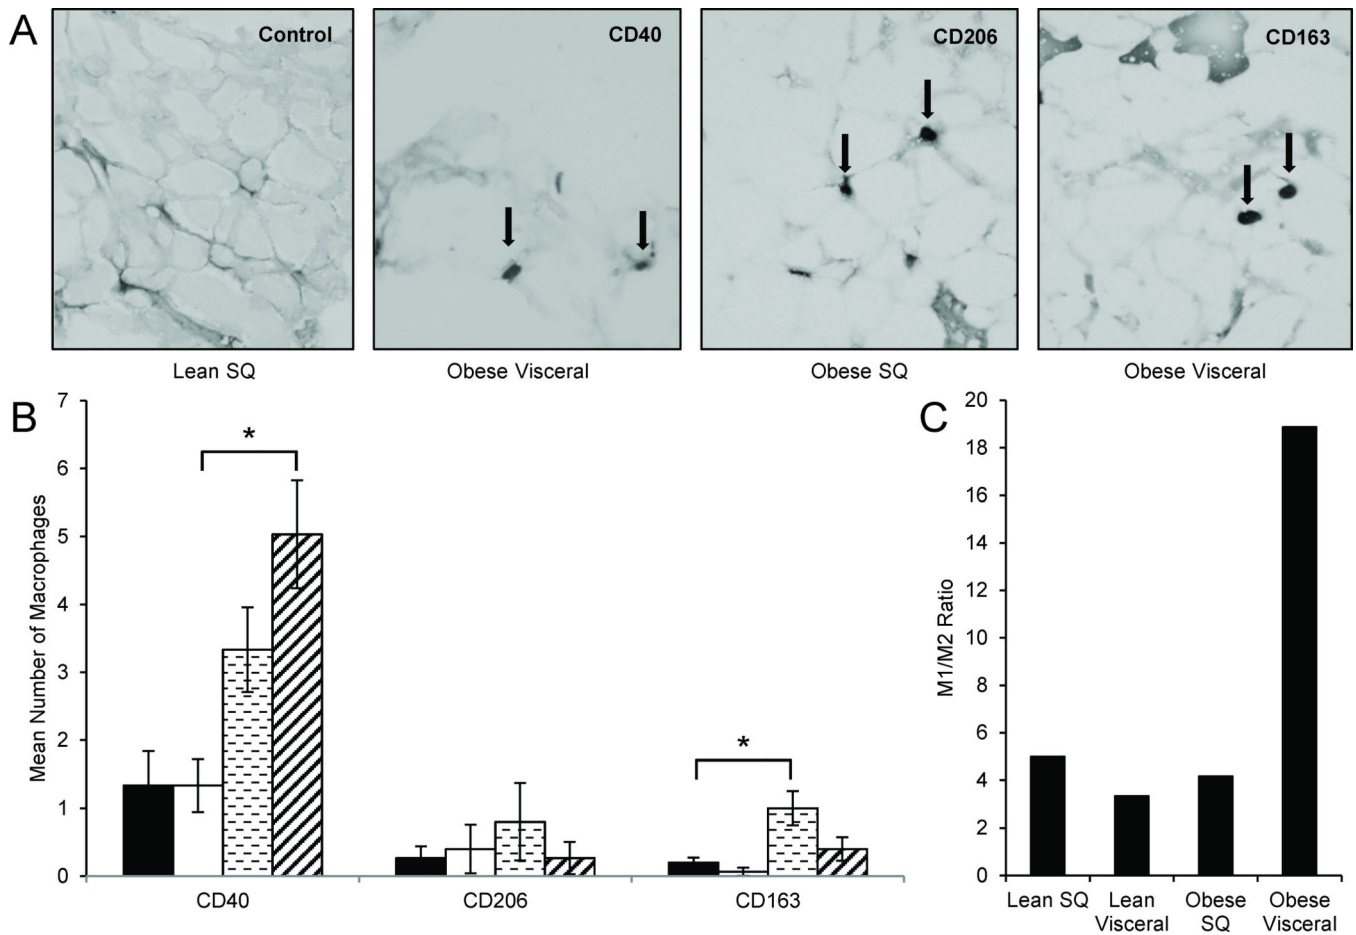 A
Control
CD40
CD206
CD163
Lean SQ
Obese Visceral
Obese SQ
Obese Visceral
B
Mean Number of Macrophages
7
6
5
4
3
2
1
0
*
*
CD40
CD206
CD163
C
M1/M2 Ratio
20
18
16
14
12
10
8
6
4
2
0
Lean SQ
Lean
Visceral
Obese
SQ
Obese
Visceral